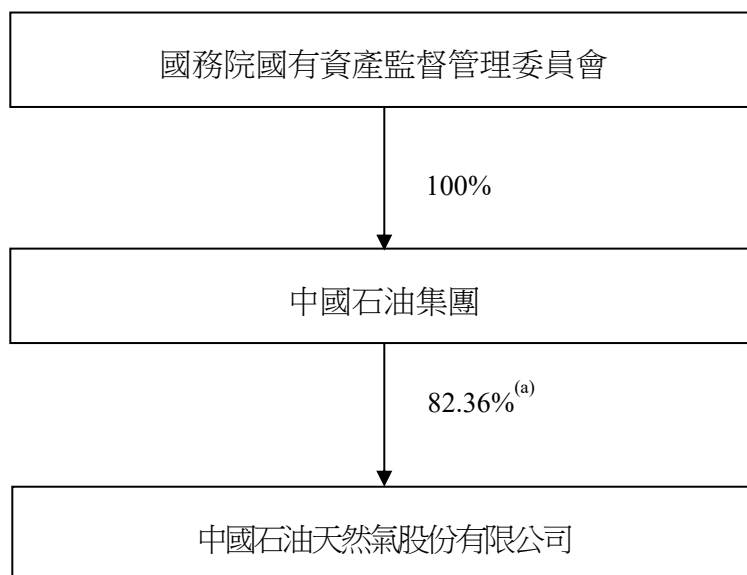 國務院國有資產監督管理委員會
100%
中國石油集團
82.36%(a)
中國石油天然氣股份有限公司